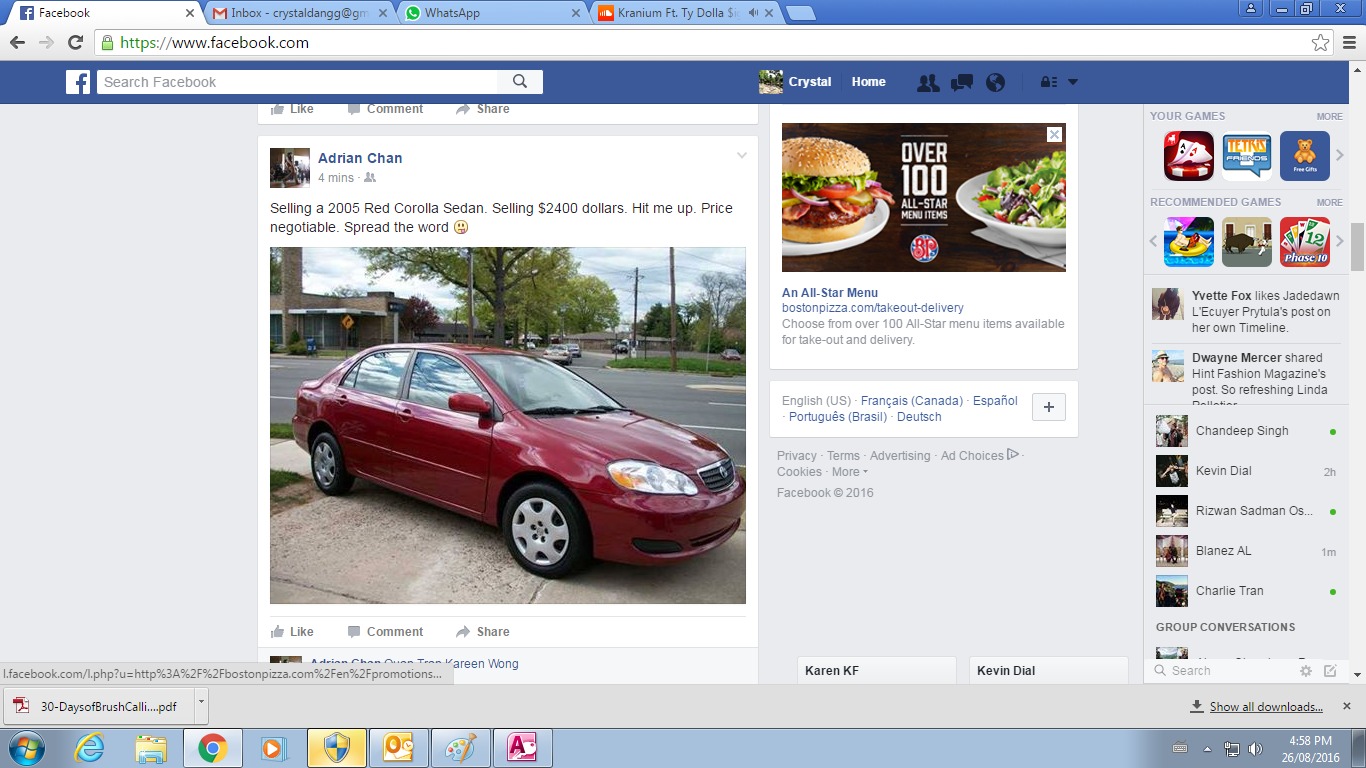 Facebook
Inbox - crystaldangg@gm
WhatsApp
Kranium Ft. Ty Dolla $i
https://www.facebook.com
Search Facebook
Crystal
Home
Like Comment Share
Adrian Chan
4 mins ·
Selling a 2005 Red Corolla Sedan. Selling $2400 dollars. Hit me up. Price
negotiable. Spread the word
Like Comment Share
Adrian Chan Kareen Wong
OVER
100
ALL-STAR
MENU ITEMS
BP
An All-Star Menu
bostonpizza.com/takeout-delivery
Choose from over 100 All-Star menu items available
for take-out and delivery.
English (US) · Français (Canada) · Español
· Português (Brasil) · Deutsch
Privacy · Terms · Advertising · Ad Choices ·
Cookies · More
Facebook © 2016
YOUR GAMES
MORE
TETRIS
FRIENDS
Free Gifts
RECOMMENDED GAMES
MORE
12
Phase 10
Yvette Fox likes Jadedawn
L'Ecuyer Prytula's post on
her own Timeline.
Dwayne Mercer shared
Hint Fashion Magazine's
post. So refreshing Linda
Chandeep Singh
Kevin Dial 2h
Rizwan Sadman Os...
Blanez AL 1m
Charlie Tran
GROUP CONVERSATIONS
Search
Karen KF
Kevin Dial
l.facebook.com/l.php?u=http%3A%2F%2Fbostonpizza.com%2Fen%2Fpromotions...
30-DaysofBrushCalli....pdf
Show all downloads...
4:58 PM
26/08/2016